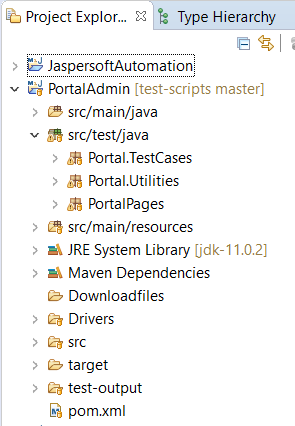 Project Explor...
Type Hierarchy
JaspersoftAutomation
PortalAdmin [test-scripts master]
src/main/java
src/test/java
Portal.TestCases
Portal.Utilities
PortalPages
src/main/resources
JRE System Library [jdk-11.0.2]
Maven Dependencies
Downloadfiles
Drivers
src
target
test-output
pom.xml